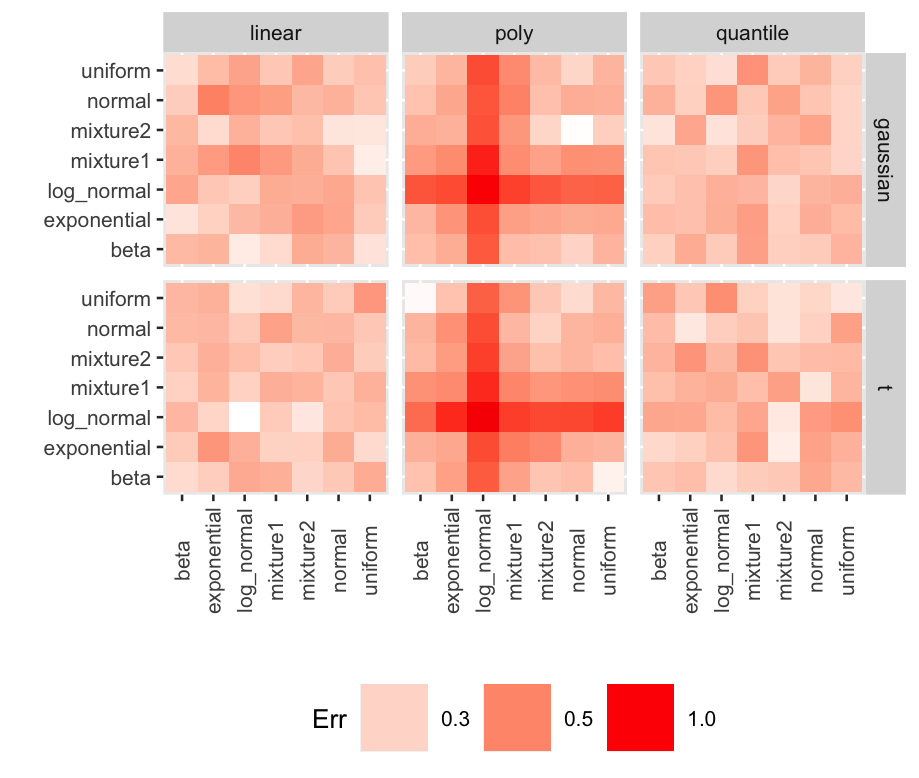 linear poly quantile
uniform
normal
mixture2
mixture1
log_normal
exponential
beta
gaussian
uniform
normal
mixture2
mixture1
log_normal
exponential
beta
t
beta exponential log_normal mixture1 mixture2 normal uniform beta exponential log_normal mixture1 mixture2 normal uniform beta exponential log_normal mixture1 mixture2 normal uniform
Err 0.3 0.5 1.0